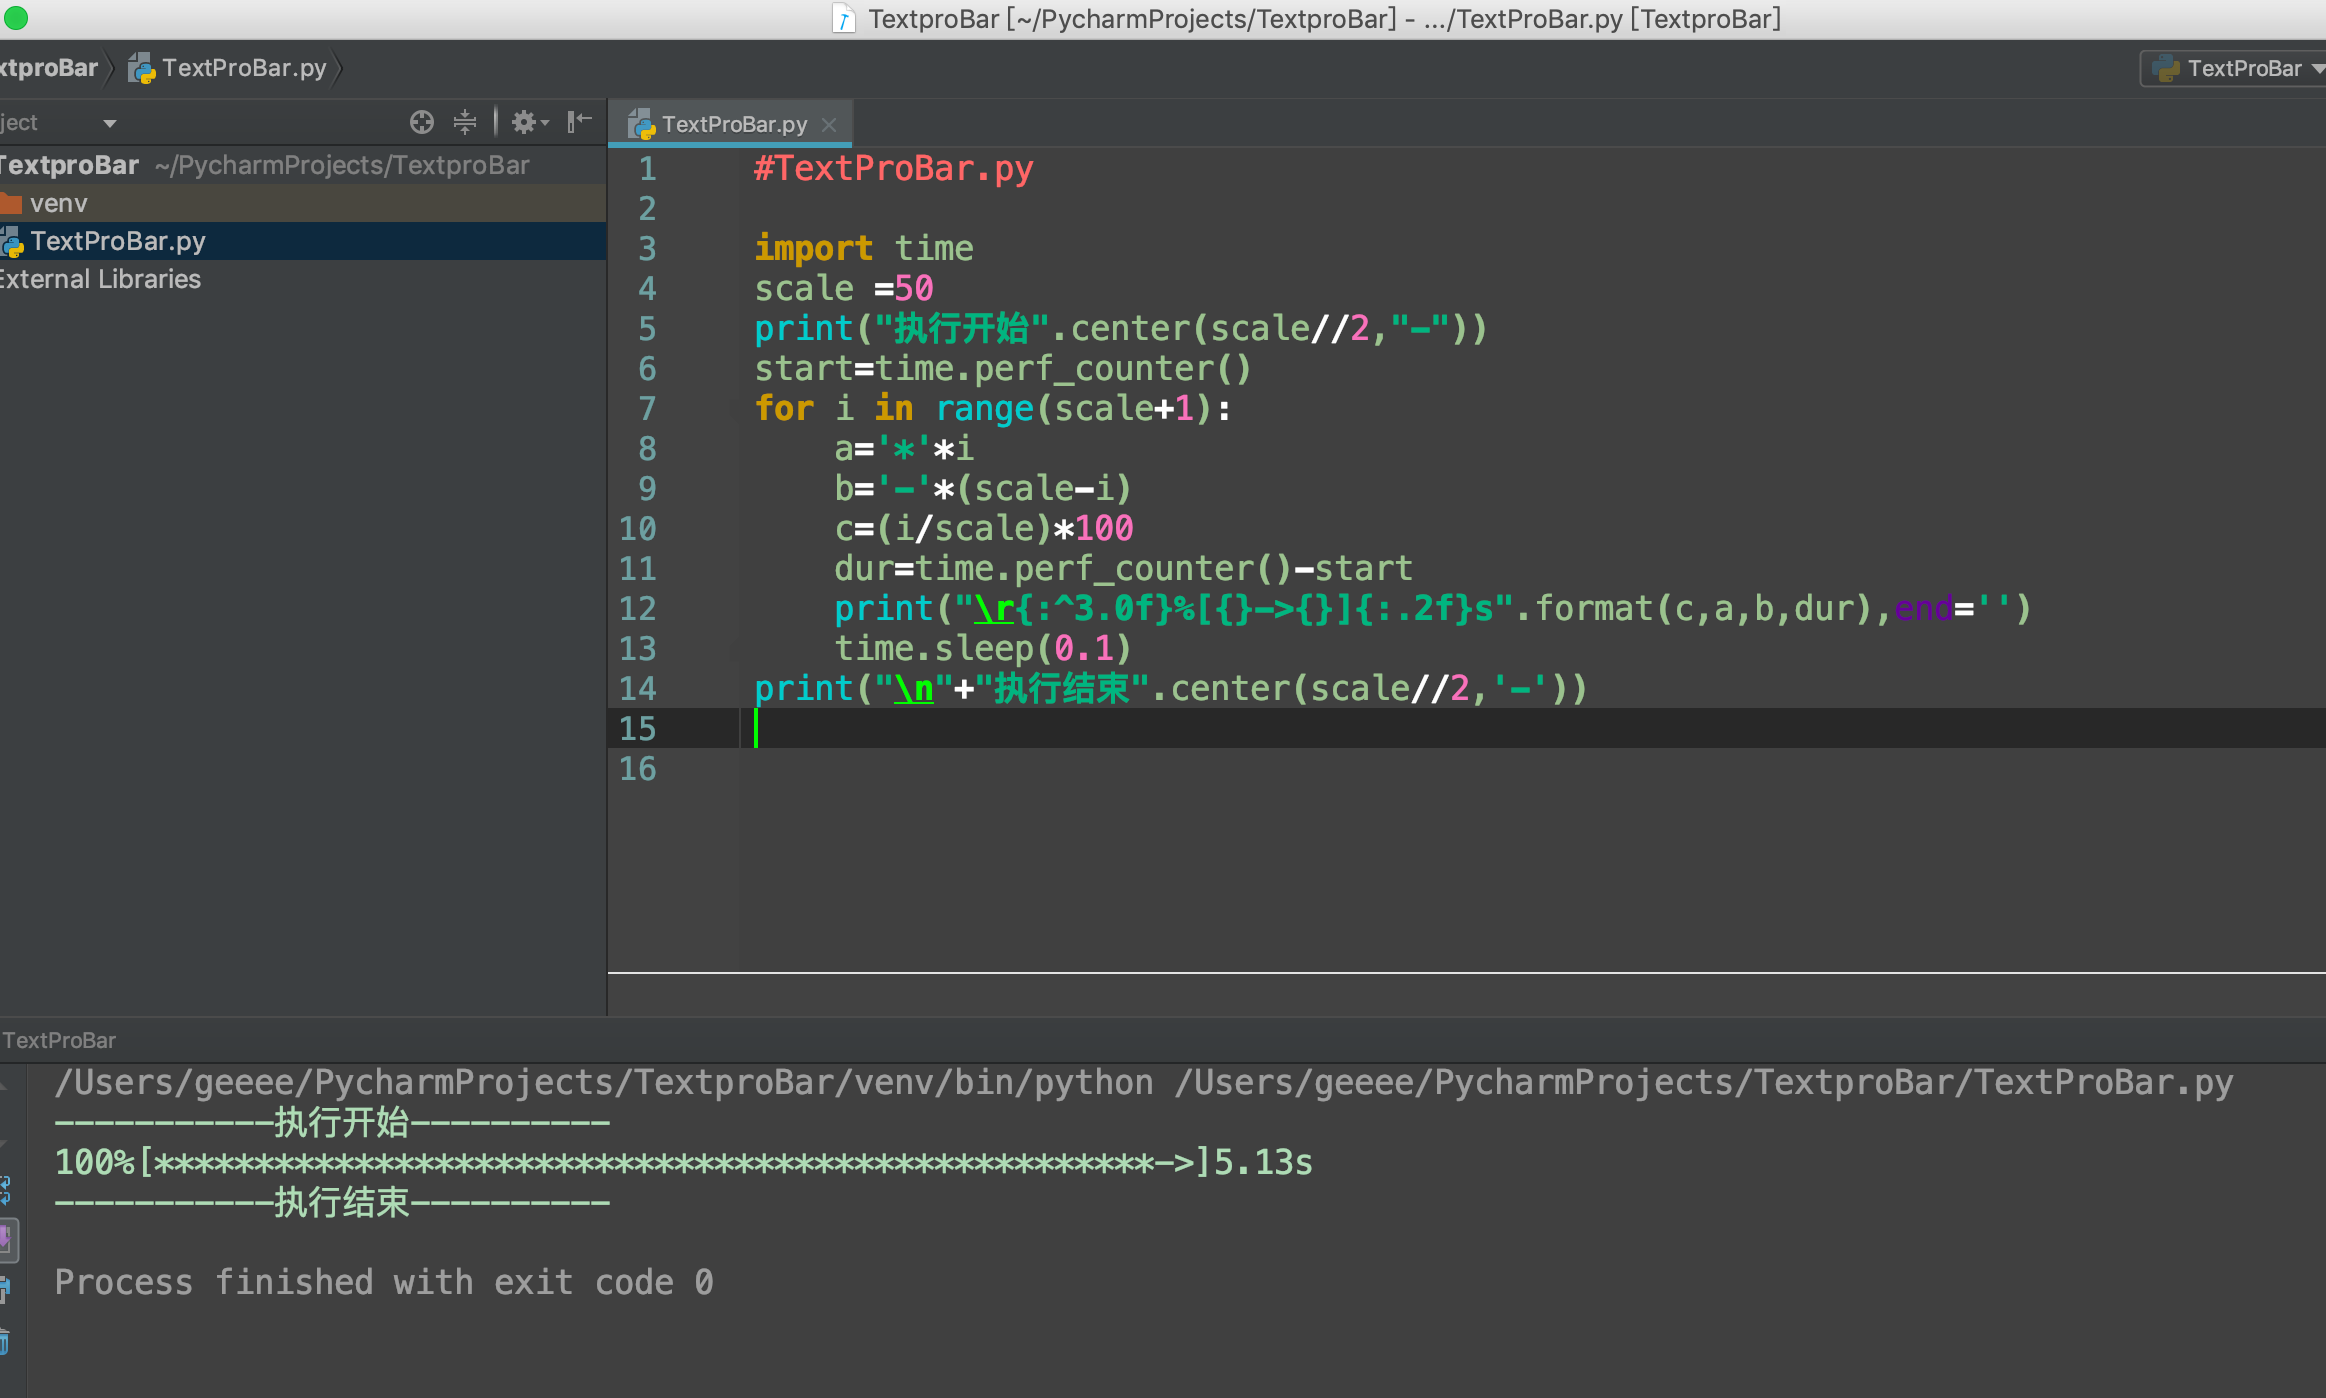 TextproBar [~/PycharmProjects/TextproBar] - .../TextProBar.py [TextproBar]
xtproBar TextProBar.py TextProBar
ject
TextProBar.py
TextproBar ~/PycharmProjects/TextproBar
venv
TextProBar.py
External Libraries
1 #TextProBar.py
2
3 import time
4 scale =50
5 print("执行开始".center(scale//2,"-"))
6 start=time.perf_counter()
7 for i in range(scale+1):
8     a='*'*i
9     b='-'*(scale-i)
10     c=(i/scale)*100
11     dur=time.perf_counter()-start
12     print("\r{:^3.0f}%[{}->{}]{:.2f}s".format(c,a,b,dur),end='')
13     time.sleep(0.1)
14 print("\n"+"执行结束".center(scale//2,'-'))
15
16
TextProBar
/Users/geeee/PycharmProjects/TextproBar/venv/bin/python /Users/geeee/PycharmProjects/TextproBar/TextProBar.py
-----------执行开始----------
100%[**************************************************->]5.13s
-----------执行结束----------
Process finished with exit code 0